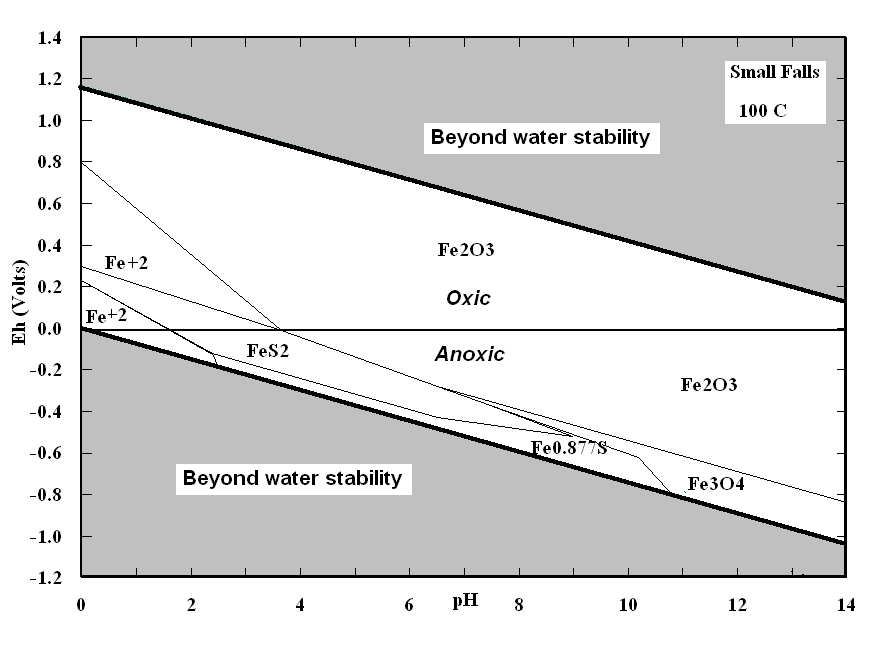 1.4
1.2
1.0
0.8
0.6
0.4
0.2
0.0
-0.2
-0.4
-0.6
-0.8
-1.0
-1.2
Eh (Volts)
Small Falls
100 C
Beyond water stability
Fe2O3
Fe+2
Oxic
Fe+2
FeS2
Anoxic
Fe2O3
Fe0.877S
Beyond water stability
Fe3O4
0
2
4
6
pH
8
10
12
14